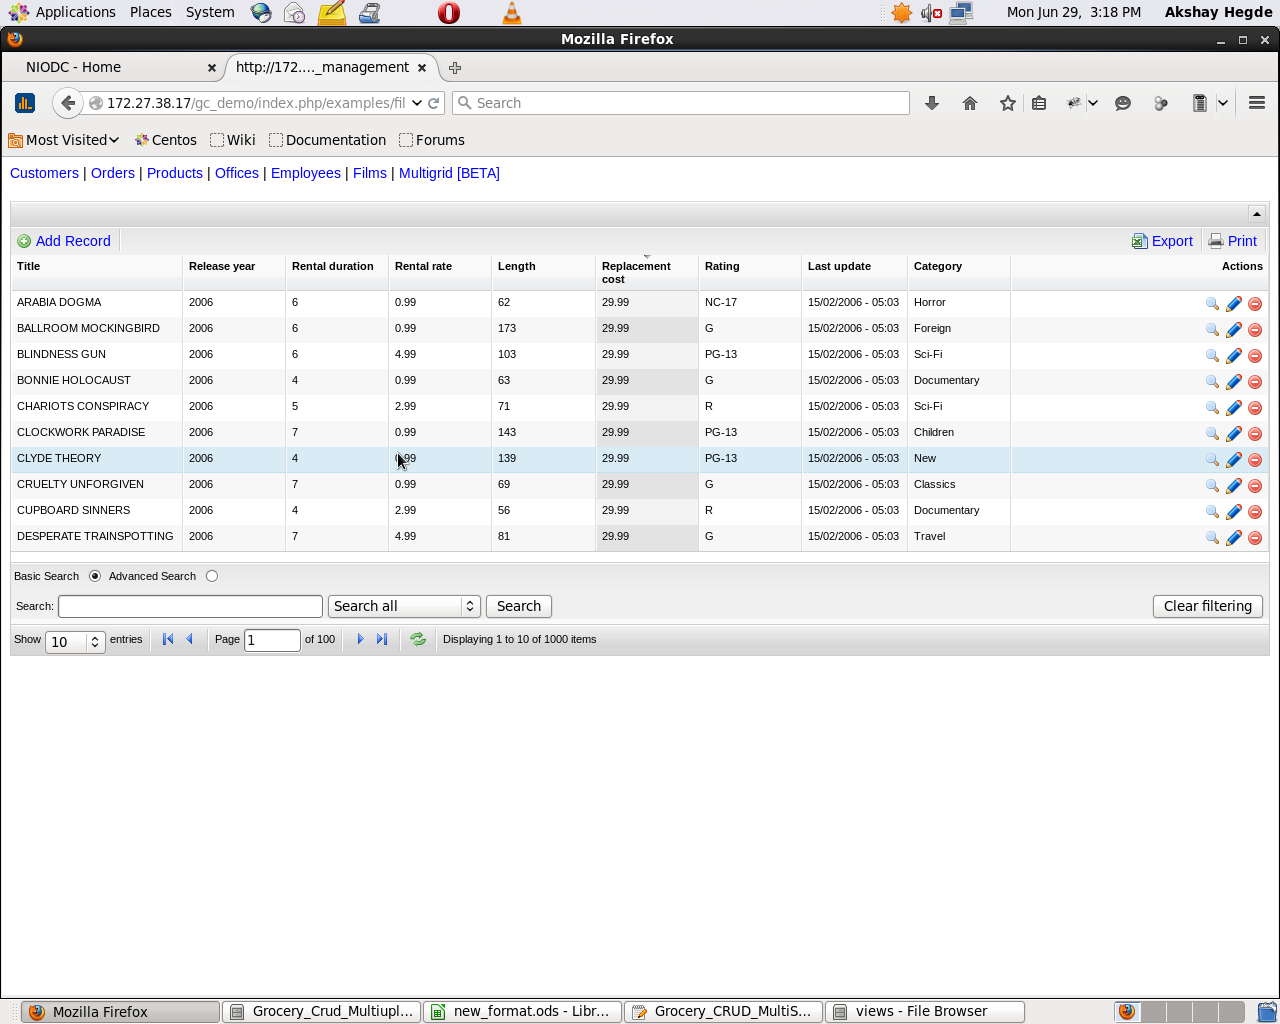 Applications Places System Mon Jun 29, 3:18 PM Akshay Hegde
Mozilla Firefox
NIODC - Home http://172...._management
172.27.38.17/gc_demo/index.php/examples/fil Search
Most Visited Centos Wiki Documentation Forums
Customers | Orders | Products | Offices | Employees | Films | Multigrid [BETA]
Add Record Export Print
Title Release year Rental duration Rental rate Length Replacement cost Rating Last update Category Actions
ARABIA DOGMA 2006 6 0.99 62 29.99 NC-17 15/02/2006 - 05:03 Horror
BALLROOM MOCKINGBIRD 2006 6 0.99 173 29.99 G 15/02/2006 - 05:03 Foreign
BLINDNESS GUN 2006 6 4.99 103 29.99 PG-13 15/02/2006 - 05:03 Sci-Fi
BONNIE HOLOCAUST 2006 4 0.99 63 29.99 G 15/02/2006 - 05:03 Documentary
CHARIOTS CONSPIRACY 2006 5 2.99 71 29.99 R 15/02/2006 - 05:03 Sci-Fi
CLOCKWORK PARADISE 2006 7 0.99 143 29.99 PG-13 15/02/2006 - 05:03 Children
CLYDE THEORY 2006 4 0.99 139 29.99 PG-13 15/02/2006 - 05:03 New
CRUELTY UNFORGIVEN 2006 7 0.99 69 29.99 G 15/02/2006 - 05:03 Classics
CUPBOARD SINNERS 2006 4 2.99 56 29.99 R 15/02/2006 - 05:03 Documentary
DESPERATE TRAINSPOTTING 2006 7 4.99 81 29.99 G 15/02/2006 - 05:03 Travel
Basic Search Advanced Search
Search: Search all Search Clear filtering
Show 10 entries Page 1 of 100 Displaying 1 to 10 of 1000 items
Mozilla Firefox Grocery_Crud_Multiupl... new_format.ods - Libr... Grocery_CRUD_MultiS... views - File Browser